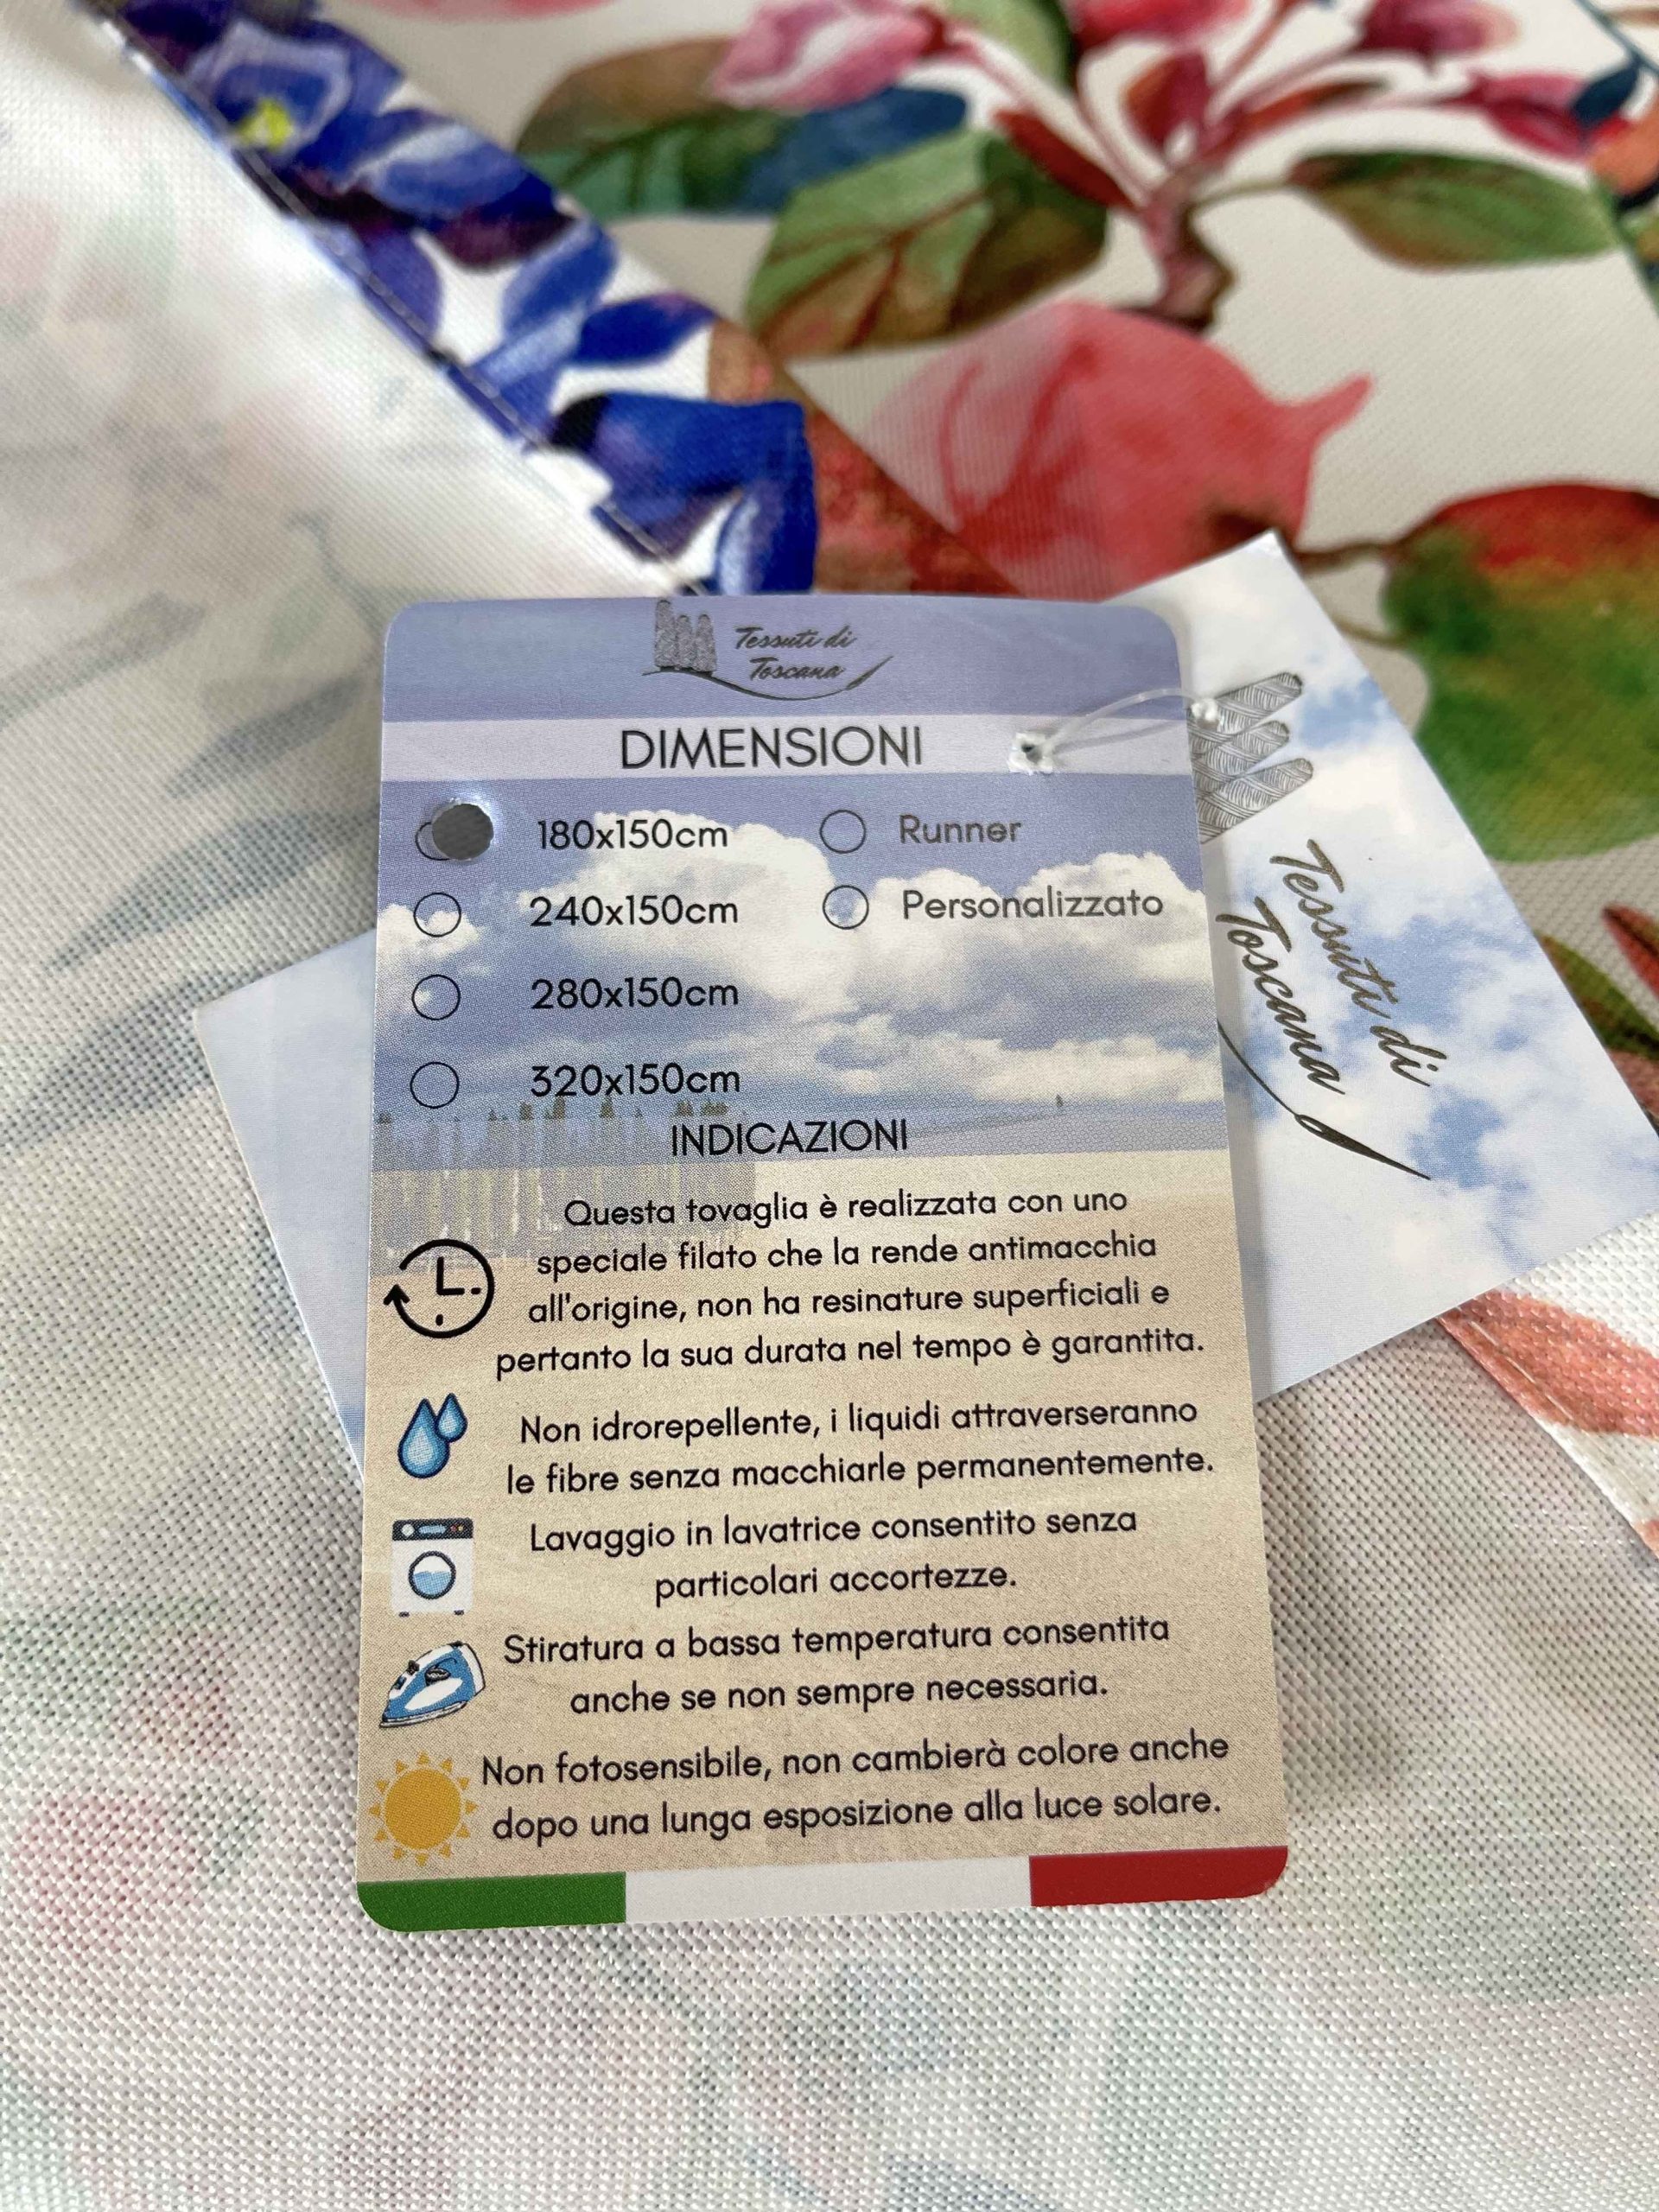 Tessuti di
Toscana
DIMENSIONI
180x150cm
Runner
240x150cm
Personalizzato
280x150cm
320x150cm
INDICAZIONI
Questa tovaglia è realizzata con uno
speciale filato che la rende antimacchia
all'origine, non ha resinature superficiali e
pertanto la sua durata nel tempo è garantita.
Non idrorepellente, i liquidi attraverseranno
le fibre senza macchiarle permanentemente.
Lavaggio in lavatrice consentito senza
particolari accortezze.
Stiratura a bassa temperatura consentita
anche se non sempre necessaria.
Non fotosensibile, non cambierà colore anche
dopo una lunga esposizione alla luce solare.
Tessuti di
Toscana